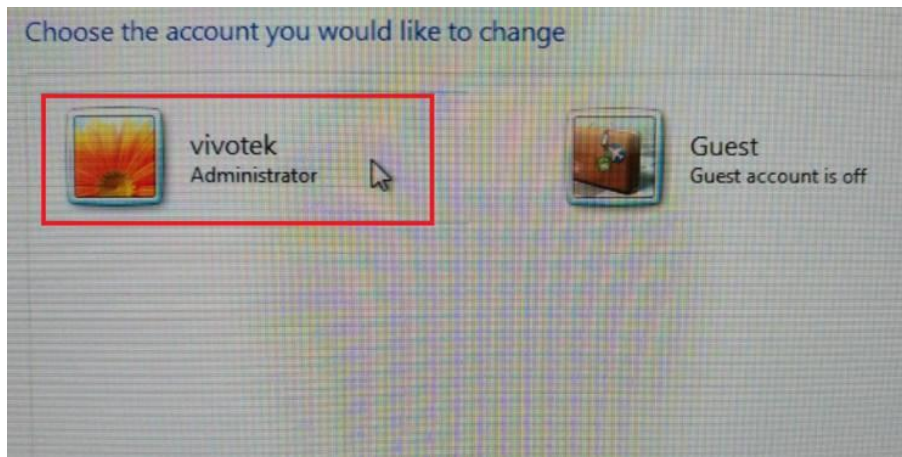 Choose the account you would like to change
vivotek
Administrator
Guest
Guest account is off